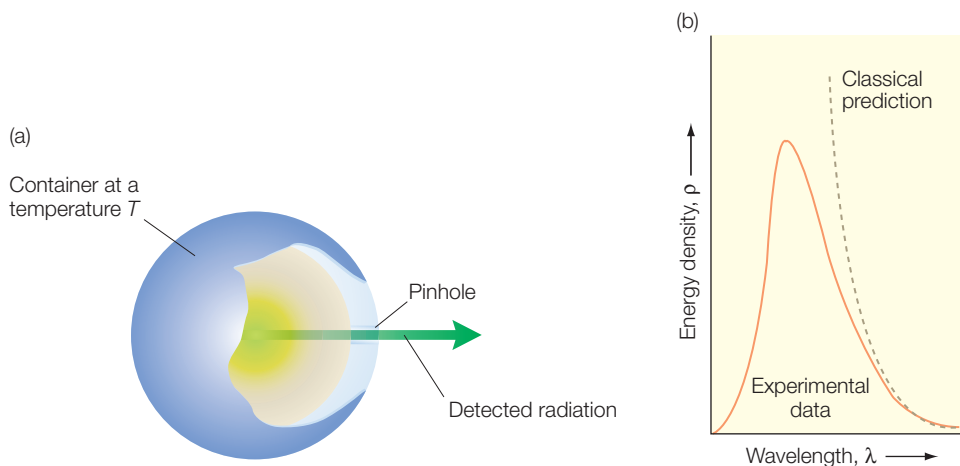 (a)
Container at a
temperature T
Pinhole
Detected radiation
(b)
Classical
prediction
Energy density, ρ
Experimental
data
Wavelength, λ